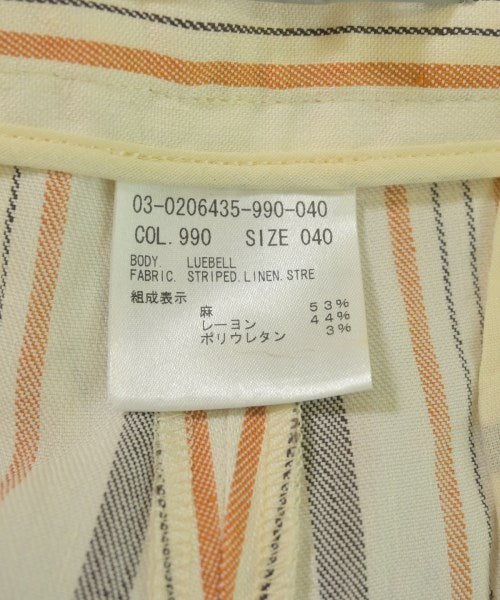 03-0206435-990-040
COL. 990 SIZE 040
BODY. LUEBELL
FABRIC. STRIPED. LINEN. STRE
組成表示
麻 53%
レーヨン 44%
ポリウレタン 3%